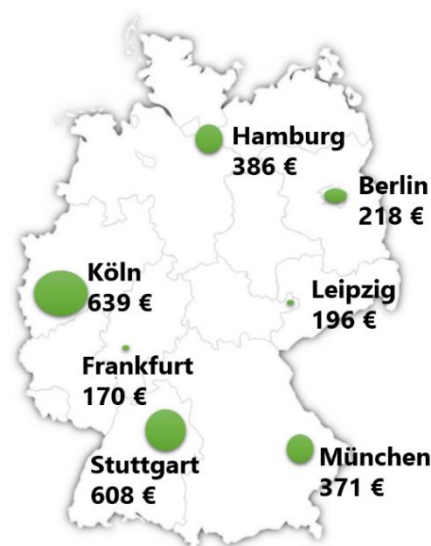 Hamburg
386 €
Berlin
218 €
Köln
639 €
Leipzig
196 €
Frankfurt
170 €
Stuttgart
608 €
München
371 €